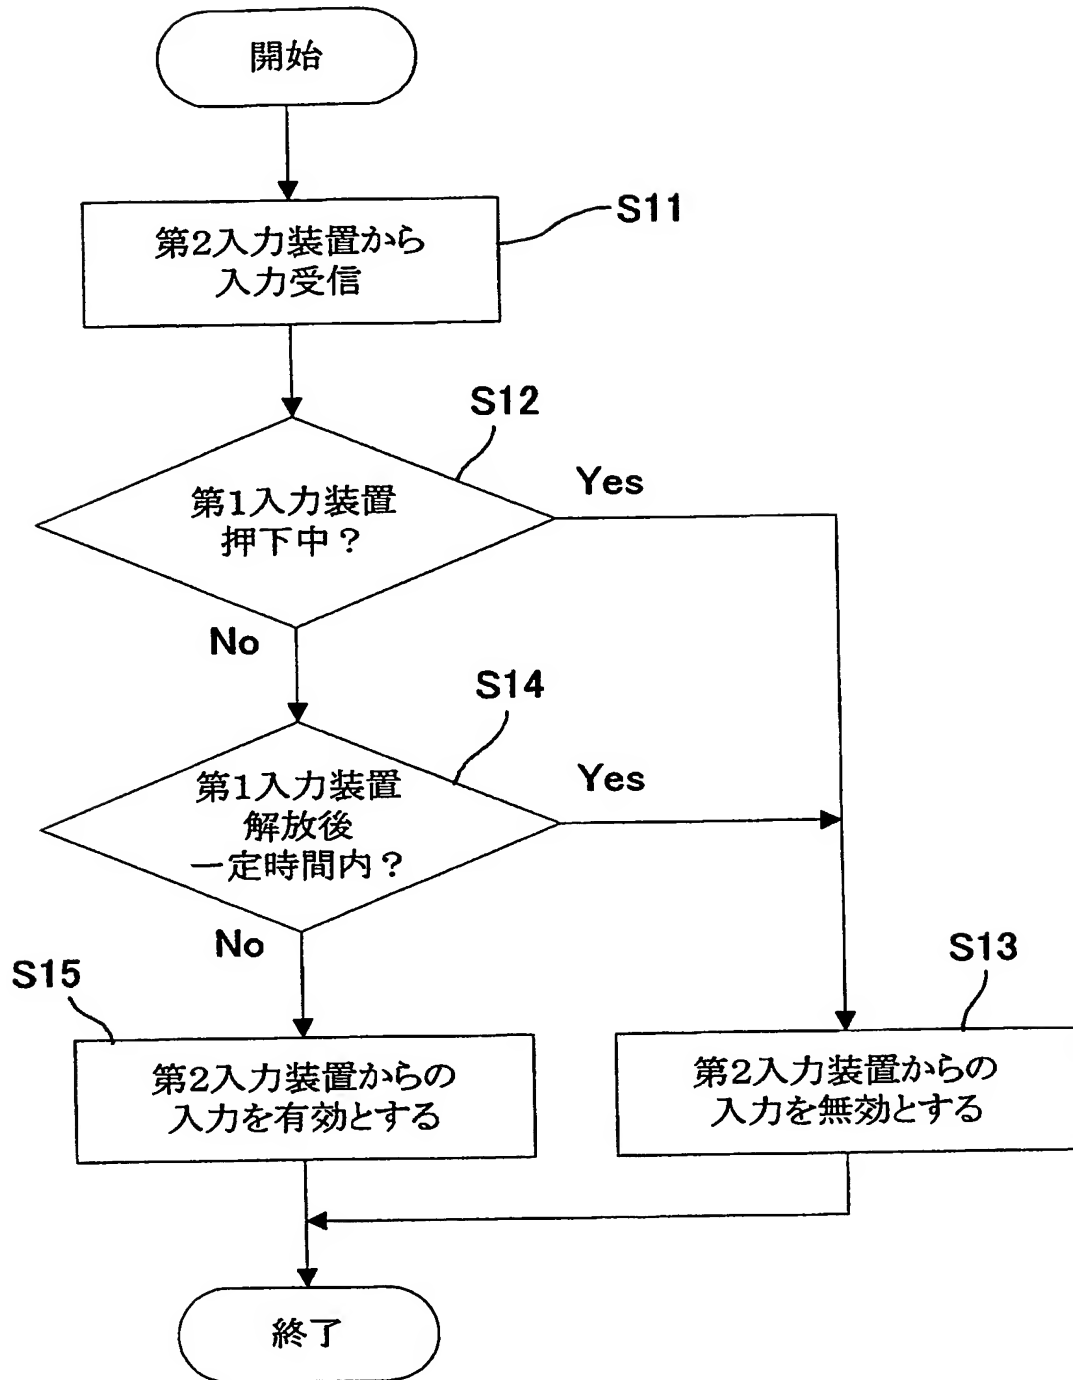 開始
第2入力装置から
入力受信
S11
S12
第1入力装置
押下中？
Yes
No
S14
第1入力装置
解放後
一定時間内？
Yes
No
S15
第2入力装置からの
入力を有効とする
S13
第2入力装置からの
入力を無効とする
終了